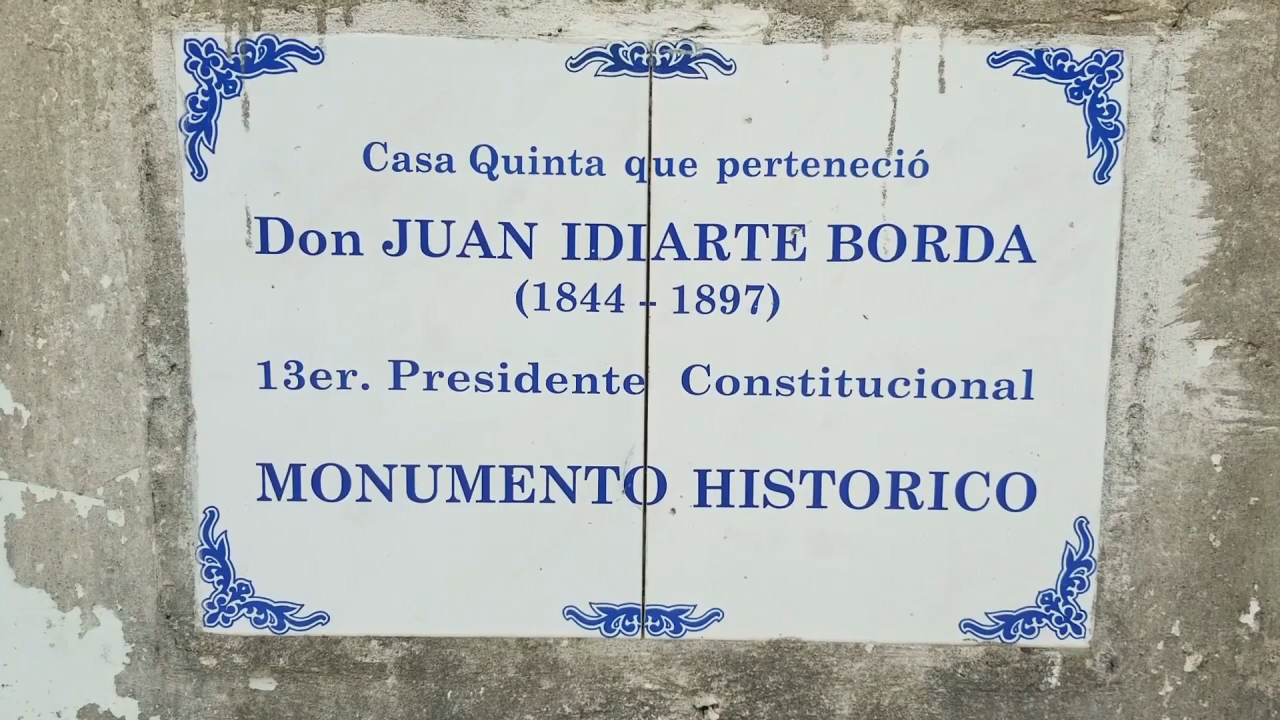 Casa Quinta que perteneció
Don JUAN IDIARTE BORDA
(1844 - 1897)
13er. Presidente Constitucional
MONUMENTO HISTORICO